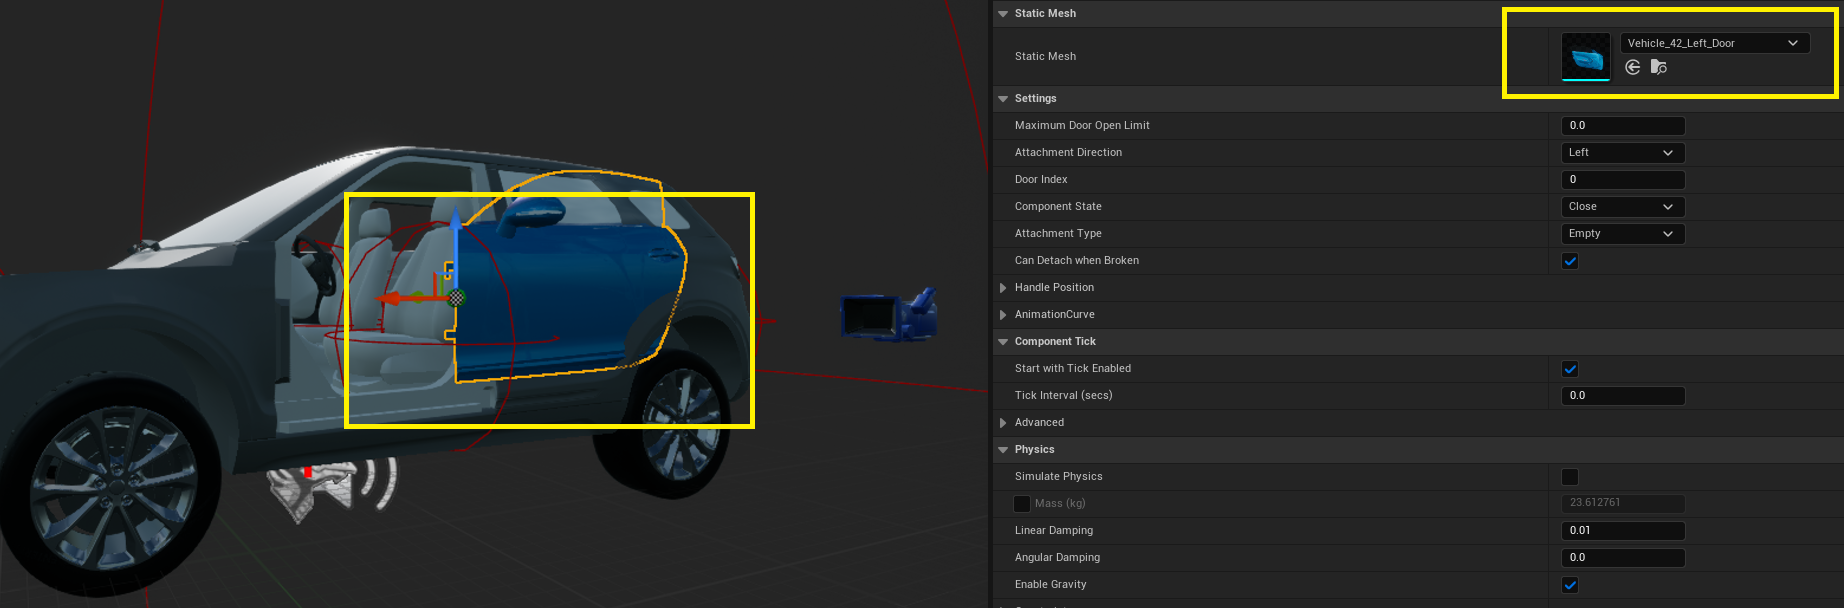 Static Mesh
Static Mesh
Vehicle_42_Left_Door
Settings
Maximum Door Open Limit 0.0
Attachment Direction Left
Door Index 0
Component State Close
Attachment Type Empty
Can Detach when Broken
Handle Position
AnimationCurve
Component Tick
Start with Tick Enabled
Tick Interval (secs) 0.0
Advanced
Physics
Simulate Physics
Mass (kg) 23.612761
Linear Damping 0.01
Angular Damping 0.0
Enable Gravity